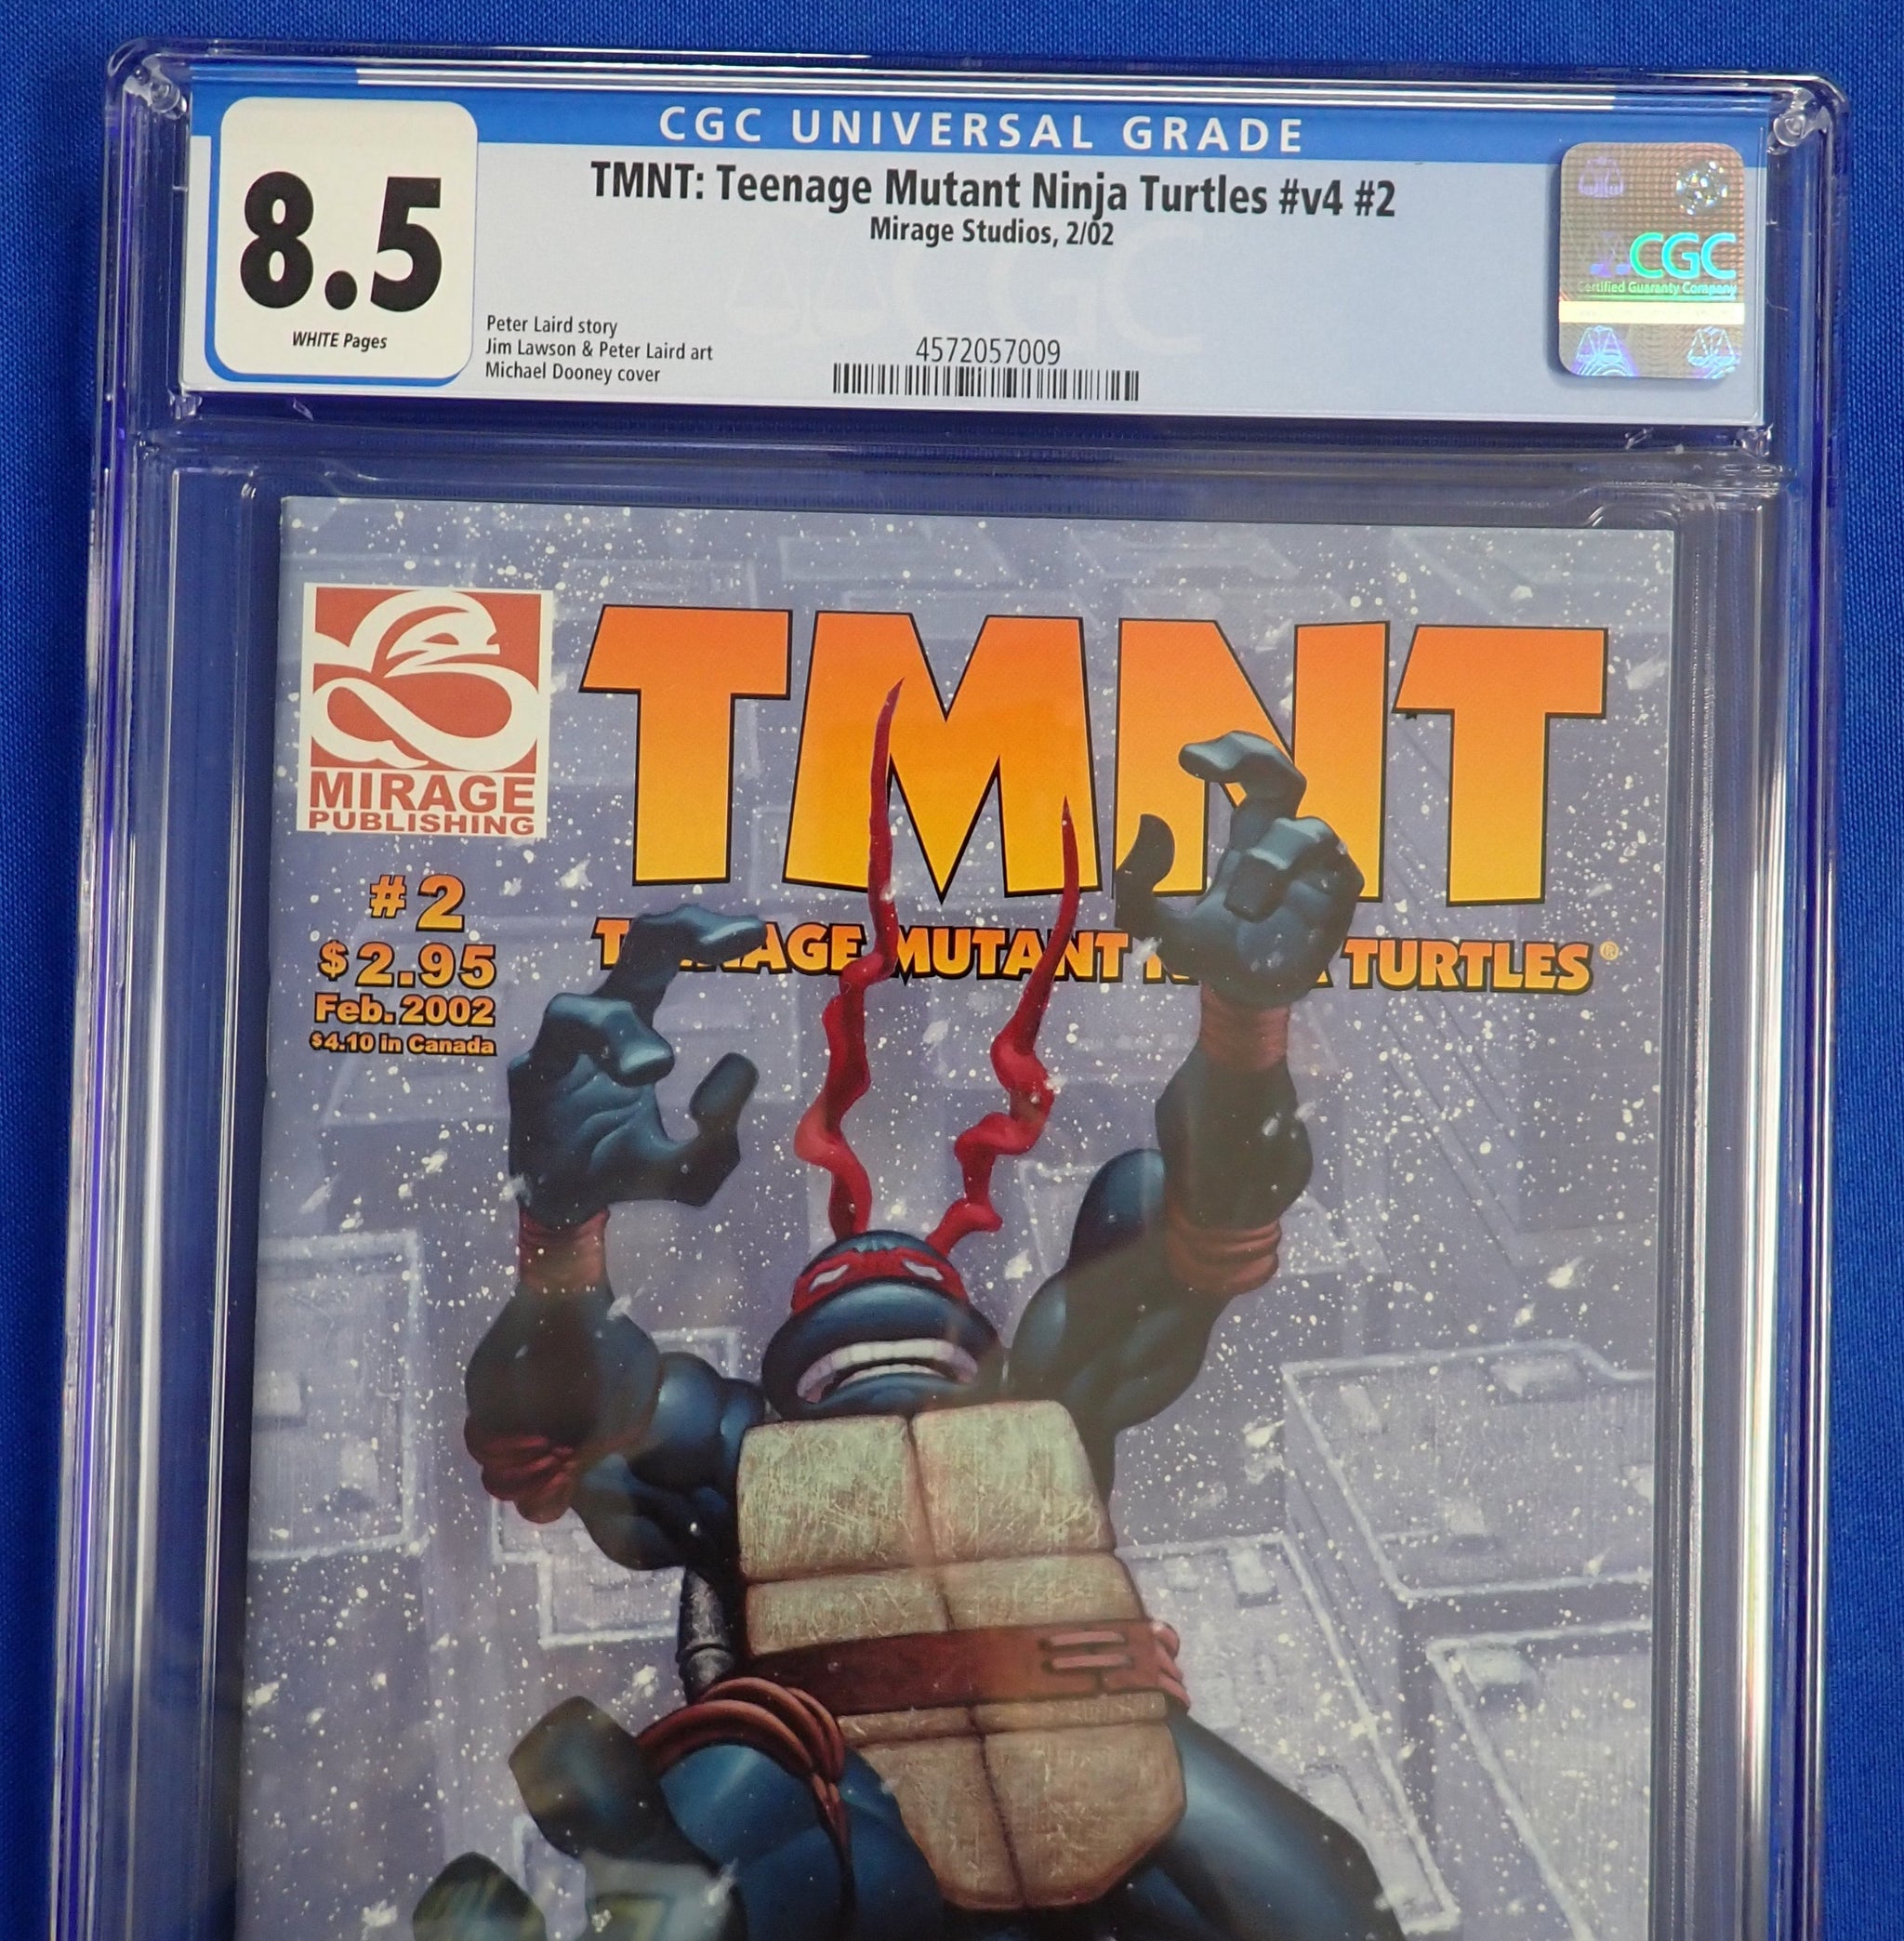 CGC UNIVERSAL GRADE
8.5
WHITE Pages
TMNT: Teenage Mutant Ninja Turtles #v4 #2
Mirage Studios, 2/02
Peter Laird story
Jim Lawson & Peter Laird art
Michael Dooney cover
4572057009
CGC
Certified Guaranty Company
MIRAGE
PUBLISHING
#2
$2.95
Feb. 2002
$4.10 in Canada
TMNT
MUTANT TURTLES®